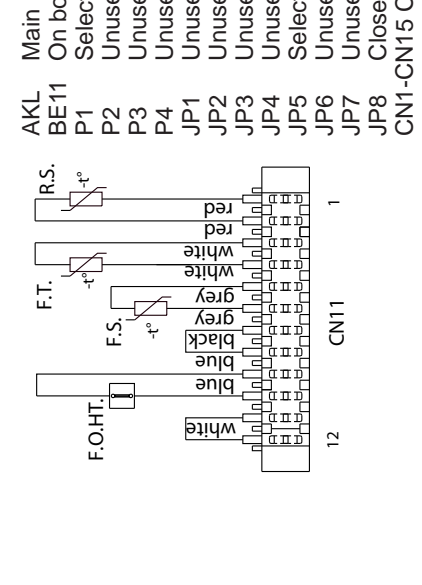 AKL Main
BE11 On bo
P1 Select
P2 Unuse
P3 Unuse
P4 Unuse
JP1 Unuse
JP2 Unuse
JP3 Unuse
JP4 Unuse
JP5 Select
JP6 Unuse
JP7 Unuse
JP8 Close
CN1-CN15 C
R.S.
-t°
F.T.
-t°
F.S.
-t°
F.O.HT.
red
red
white
white
grey
grey
black
blue
blue
white
1
CN11
12